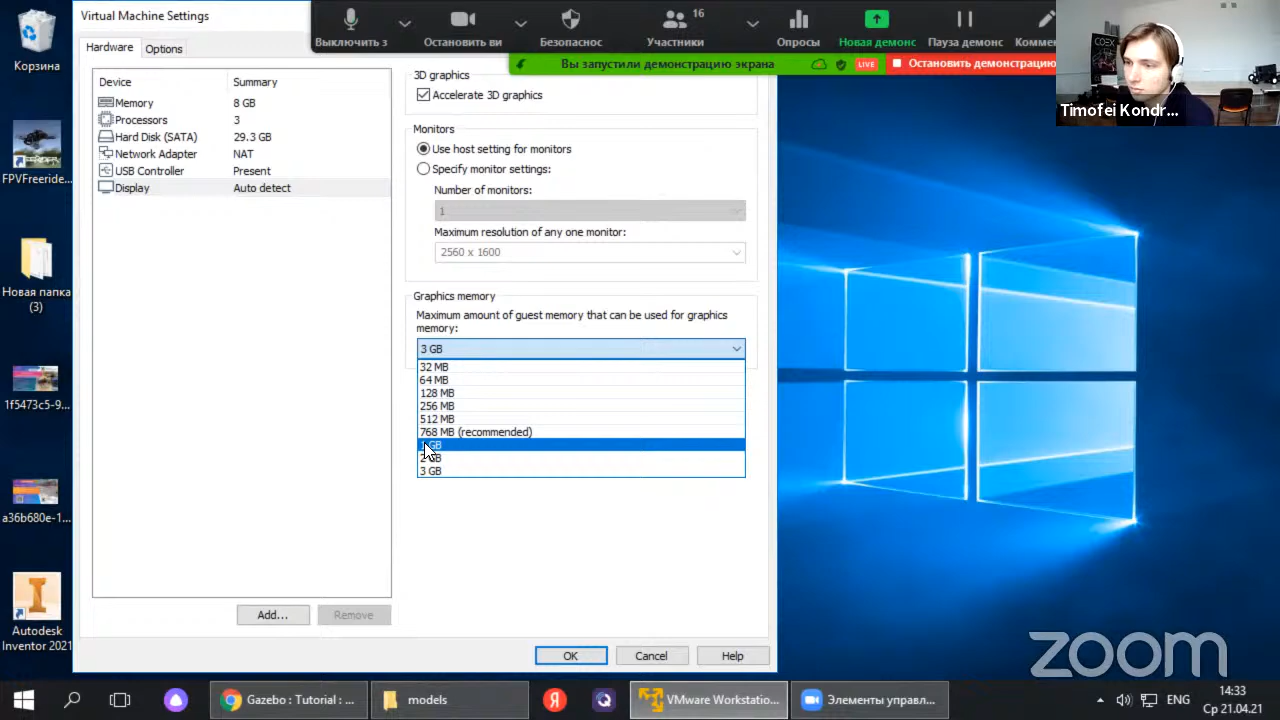 Корзина
FPVFreeride...
Новая папка
(3)
1f5473c5-9...
a36b680e-1...
Autodesk
Inventor 2021
Virtual Machine Settings
Hardware
Options
Device
Summary
Memory
8 GB
Processors
3
Hard Disk (SATA)
29.3 GB
Network Adapter
NAT
USB Controller
Present
Display
Auto detect
Add...
Remove
3D graphics
Accelerate 3D graphics
Monitors
Use host setting for monitors
Specify monitor settings:
Number of monitors:
1
Maximum resolution of any one monitor:
2560 x 1600
Graphics memory
Maximum amount of guest memory that can be used for graphics
memory:
3 GB
32 MB
64 MB
128 MB
256 MB
512 MB
768 MB (recommended)
1 GB
2 GB
3 GB
OK
Cancel
Help
Выключить з
Остановить ви
Безопаснос
16
Участники
Опросы
Новая демонс
Пауза демонс
Коммен
Вы запустили демонстрацию экрана
LIVE
Остановить демонстрацию
COEX
Timofei Kondr...
zoom
Gazebo : Tutorial : ...
models
Я
Q
VMware Workstatio...
Элементы управл...
ENG
14:33
Ср 21.04.21